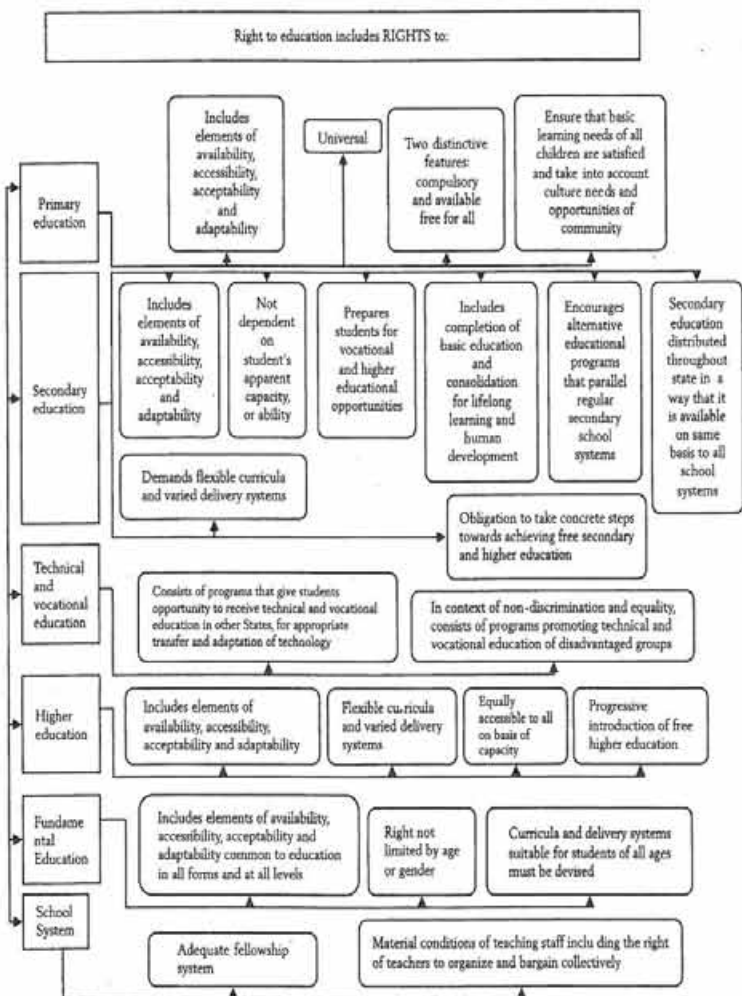 Right to education includes RIGHTS to:
Primary
education
Includes
elements of
availability,
accessibility,
acceptability
and
adaptability
Universal
Two distinctive
features:
compulsory
and available
free for all
Ensure that basic
learning needs of all
children are satisfied
and take into account
culture needs and
opportunities of
community
Secondary
education
Includes
elements of
availability,
accessibility,
acceptability
and
adaptability
Not
dependent
on
student's
apparent
capacity,
or ability
Prepares
students for
vocational
and higher
educational
opportunities
Includes
completion of
basic education
and
consolidation
for lifelong
learning and
human
development
Encourages
alternative
educational
programs
that parallel
regular
secondary
school
systems
Secondary
education
distributed
throughout
state in a
way that it
is available
on same
basis to all
school
systems
Demands flexible curricula
and varied delivery systems
Obligation to take concrete steps
towards achieving free secondary
and higher education
Technical
and
vocational
education
Consists of programs that give students
opportunity to receive technical and vocational
education in other States, for appropriate
transfer and adaptation of technology
In context of non-discrimination and equality,
consists of programs promoting technical and
vocational education of disadvantaged groups
Higher
education
Includes elements of
availability, accessibility,
acceptability and adaptability
Flexible curricula
and varied delivery
systems
Equally
accessible to all
on basis of
capacity
Progressive
introduction of free
higher education
Fundame
ntal
Education
Includes elements of availability,
accessibility, acceptability and
adaptability common to education
in all forms and at all levels
Right not
limited by age
or gender
Curricula and delivery systems
suitable for students of all ages
must be devised
School
System
Adequate fellowship
system
Material conditions of teaching staff inclu ding the right
of teachers to organize and bargain collectively